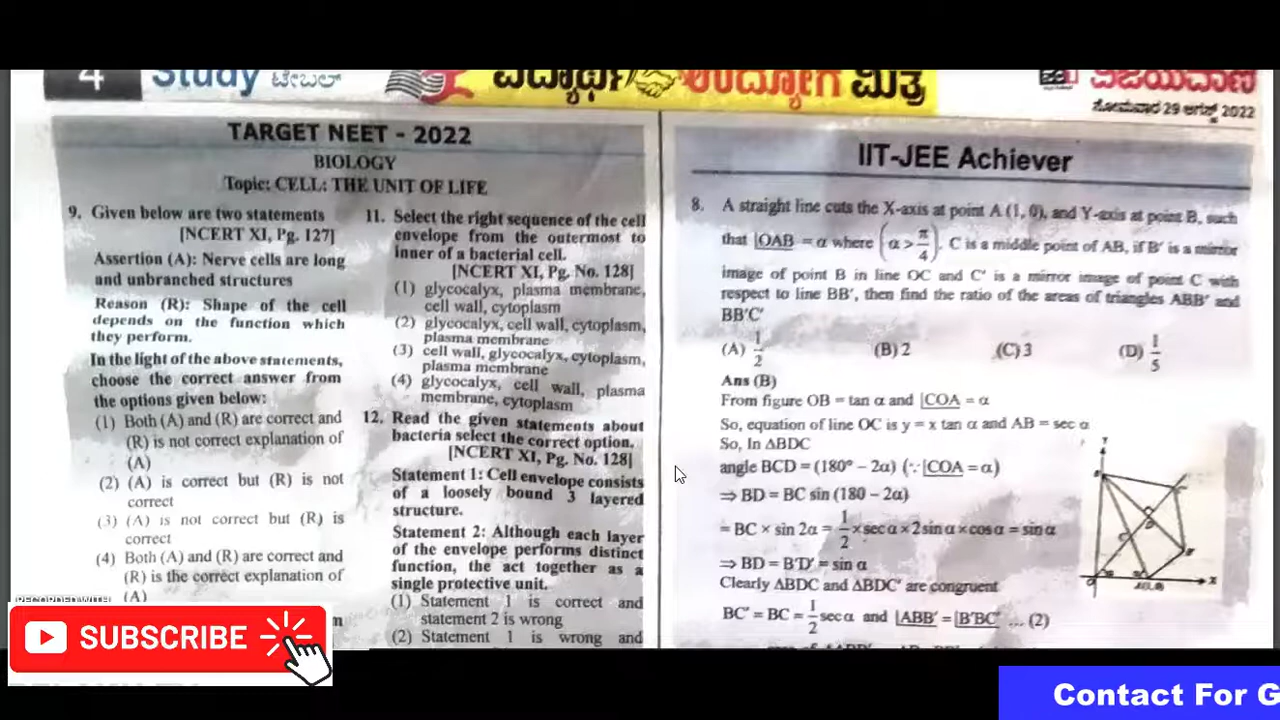 4 Study ಟೇಬಲ್
ವಿದ್ಯಾರ್ಥಿ ಉದ್ಯೋಗ ಮಿತ್ರ
ವಿಜಯವಾಣಿ
ಸೋಮವಾರ 29 ಆಗಸ್ಟ್ 2022
TARGET NEET - 2022
BIOLOGY
Topic: CELL: THE UNIT OF LIFE
9. Given below are two statements
[NCERT XI, Pg. 127]
Assertion (A): Nerve cells are long
and unbranched structures
Reason (R): Shape of the cell
depends on the function which
they perform.
In the light of the above statements,
choose the correct answer from
the options given below:
(1) Both (A) and (R) are correct and
(R) is not correct explanation of
(A)
(2) (A) is correct but (R) is not
correct
(3) (A) is not correct but (R) is
correct
(4) Both (A) and (R) are correct and
(R) is the correct explanation of
(A)
11. Select the right sequence of the cell
envelope from the outermost to
inner of a bacterial cell.
[NCERT XI, Pg. No. 128]
(1) glycocalyx, plasma membrane,
cell wall, cytoplasm
(2) glycocalyx, cell wall, cytoplasm,
plasma membrane
(3) cell wall, glycocalyx, cytoplasm,
plasma membrane
(4) glycocalyx, cell wall, plasma
membrane, cytoplasm
12. Read the given statements about
bacteria select the correct option.
[NCERT XI, Pg. No. 128]
Statement 1: Cell envelope consists
of a loosely bound 3 layered
structure.
Statement 2: Although each layer
of the envelope performs distinct
function, the act together as a
single protective unit.
(1) Statement 1 is correct and
statement 2 is wrong
(2) Statement 1 is wrong and
IIT-JEE Achiever
8. A straight line cuts the X-axis at point A (1, 0), and Y-axis at point B, such
that ∠OAB = α where (α > π/4). C is a middle point of AB, if B′ is a mirror
image of point B in line OC and C′ is a mirror image of point C with
respect to line BB′, then find the ratio of the areas of triangles ABB′ and
BB′C′
(A) 1/2 (B) 2 (C) 3 (D) 1/5
Ans (B)
From figure OB = tan α and ∠COA = α
So, equation of line OC is y = x tan α and AB = sec α
So, In ΔBDC
angle BCD = (180° − 2α) (∵ ∠COA = α)
⇒ BD = BC sin (180 − 2α)
= BC × sin 2α = 1/2 × sec α × 2sin α × cos α = sin α
⇒ BD = B′D′ = sin α
Clearly ΔBDC and ΔBDC′ are congruent
BC′ = BC = 1/2 sec α and ∠ABB′ = ∠B′BC′ ... (2)
RECORDED WITH
SUBSCRIBE
Contact For G